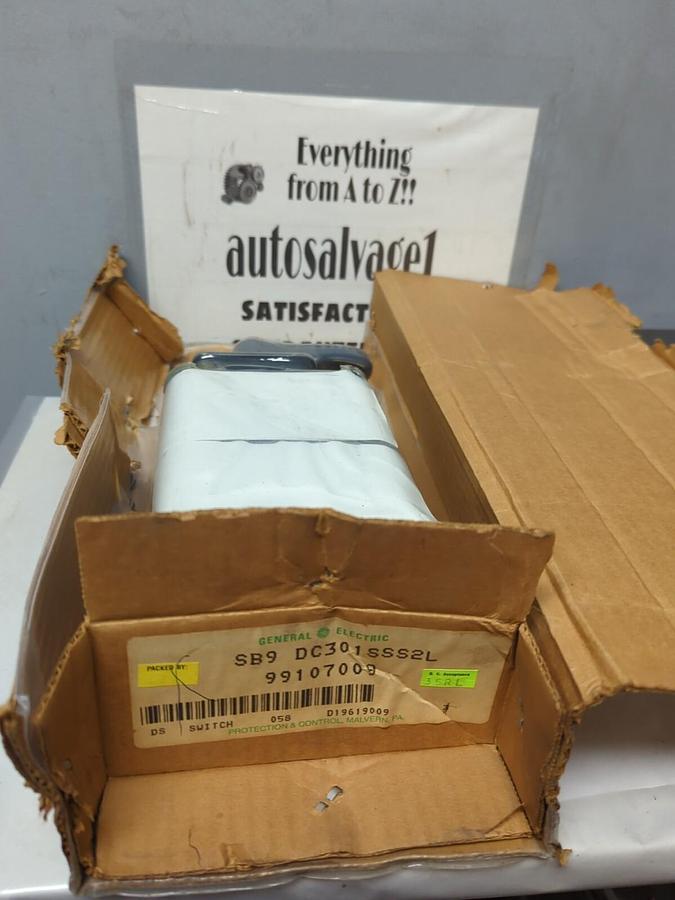 Everything
from A to Z!!
autosalvage1
SATISFACT
GENERAL ELECTRIC
SB9 DC301SSS2L
PACKED BY:
99107009
DS SWITCH 058 D19619009
PROTECTION & CONTROL, MALVERN, PA.